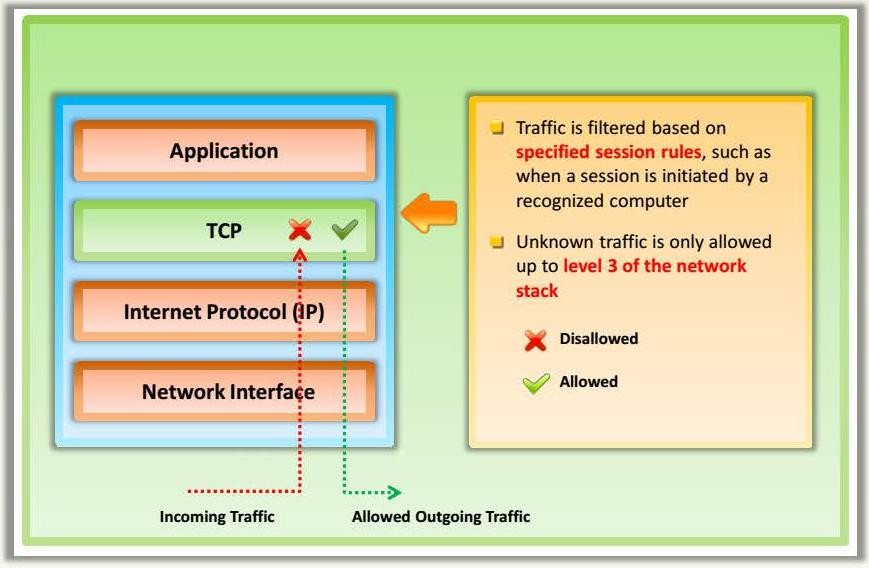 Application
TCP
Internet Protocol (IP)
Network Interface
Incoming Traffic
Allowed Outgoing Traffic
Traffic is filtered based on
specified session rules, such as
when a session is initiated by a
recognized computer
Unknown traffic is only allowed
up to level 3 of the network
stack
Disallowed
Allowed